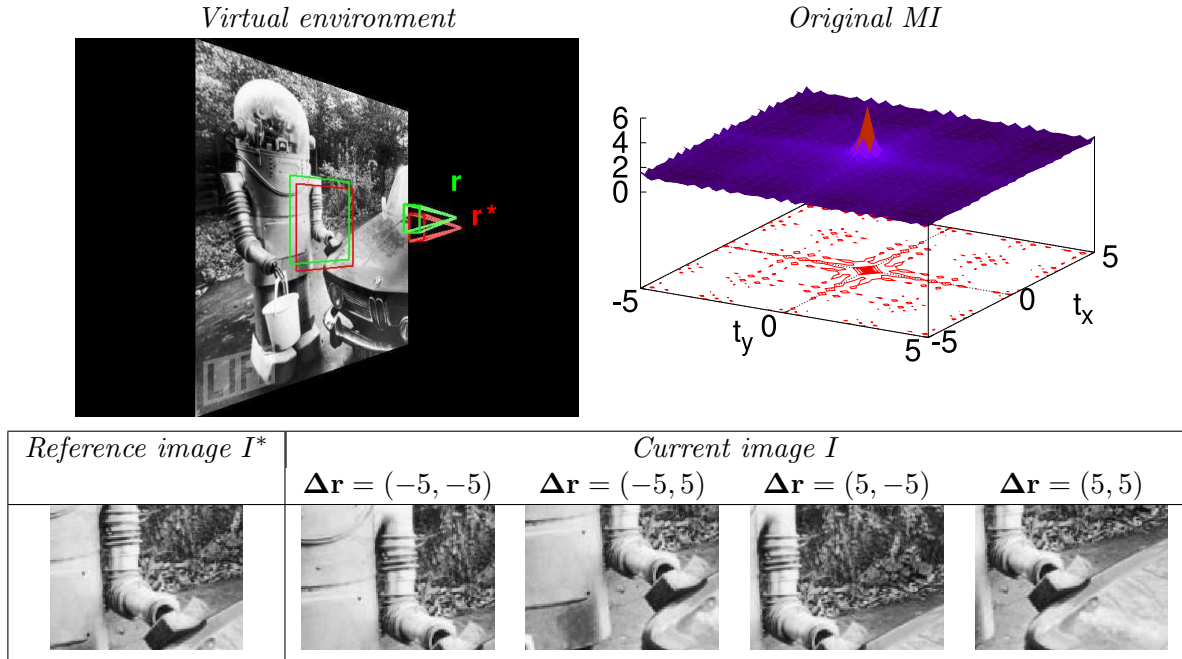 Virtual environment
Original MI
r
r*
LIFE
6
4
2
0
-5
0
5
t_y
-5
0
5
t_x
Reference image I*
Current image I
Δr = (−5, −5)
Δr = (−5, 5)
Δr = (5, −5)
Δr = (5, 5)